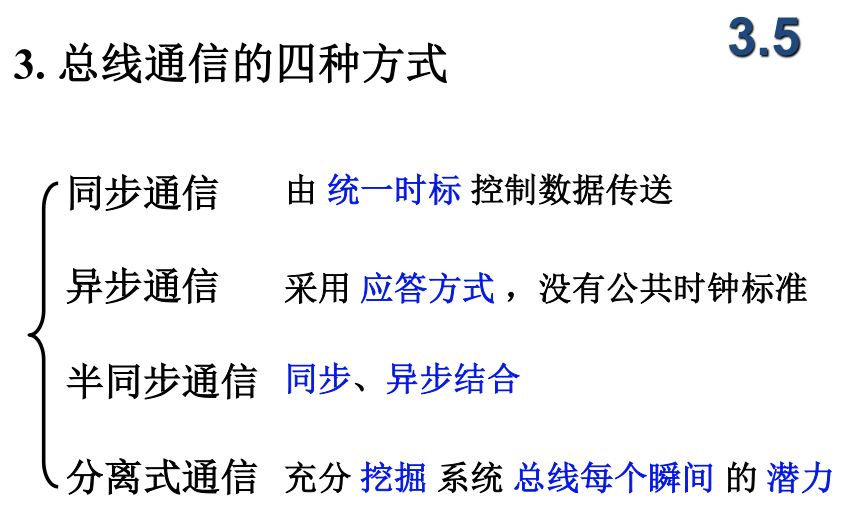 3.5
3. 总线通信的四种方式
同步通信 由 统一时标 控制数据传送
异步通信 采用 应答方式 ，没有公共时钟标准
半同步通信 同步、异步结合
分离式通信 充分 挖掘 系统 总线每个瞬间 的 潜力